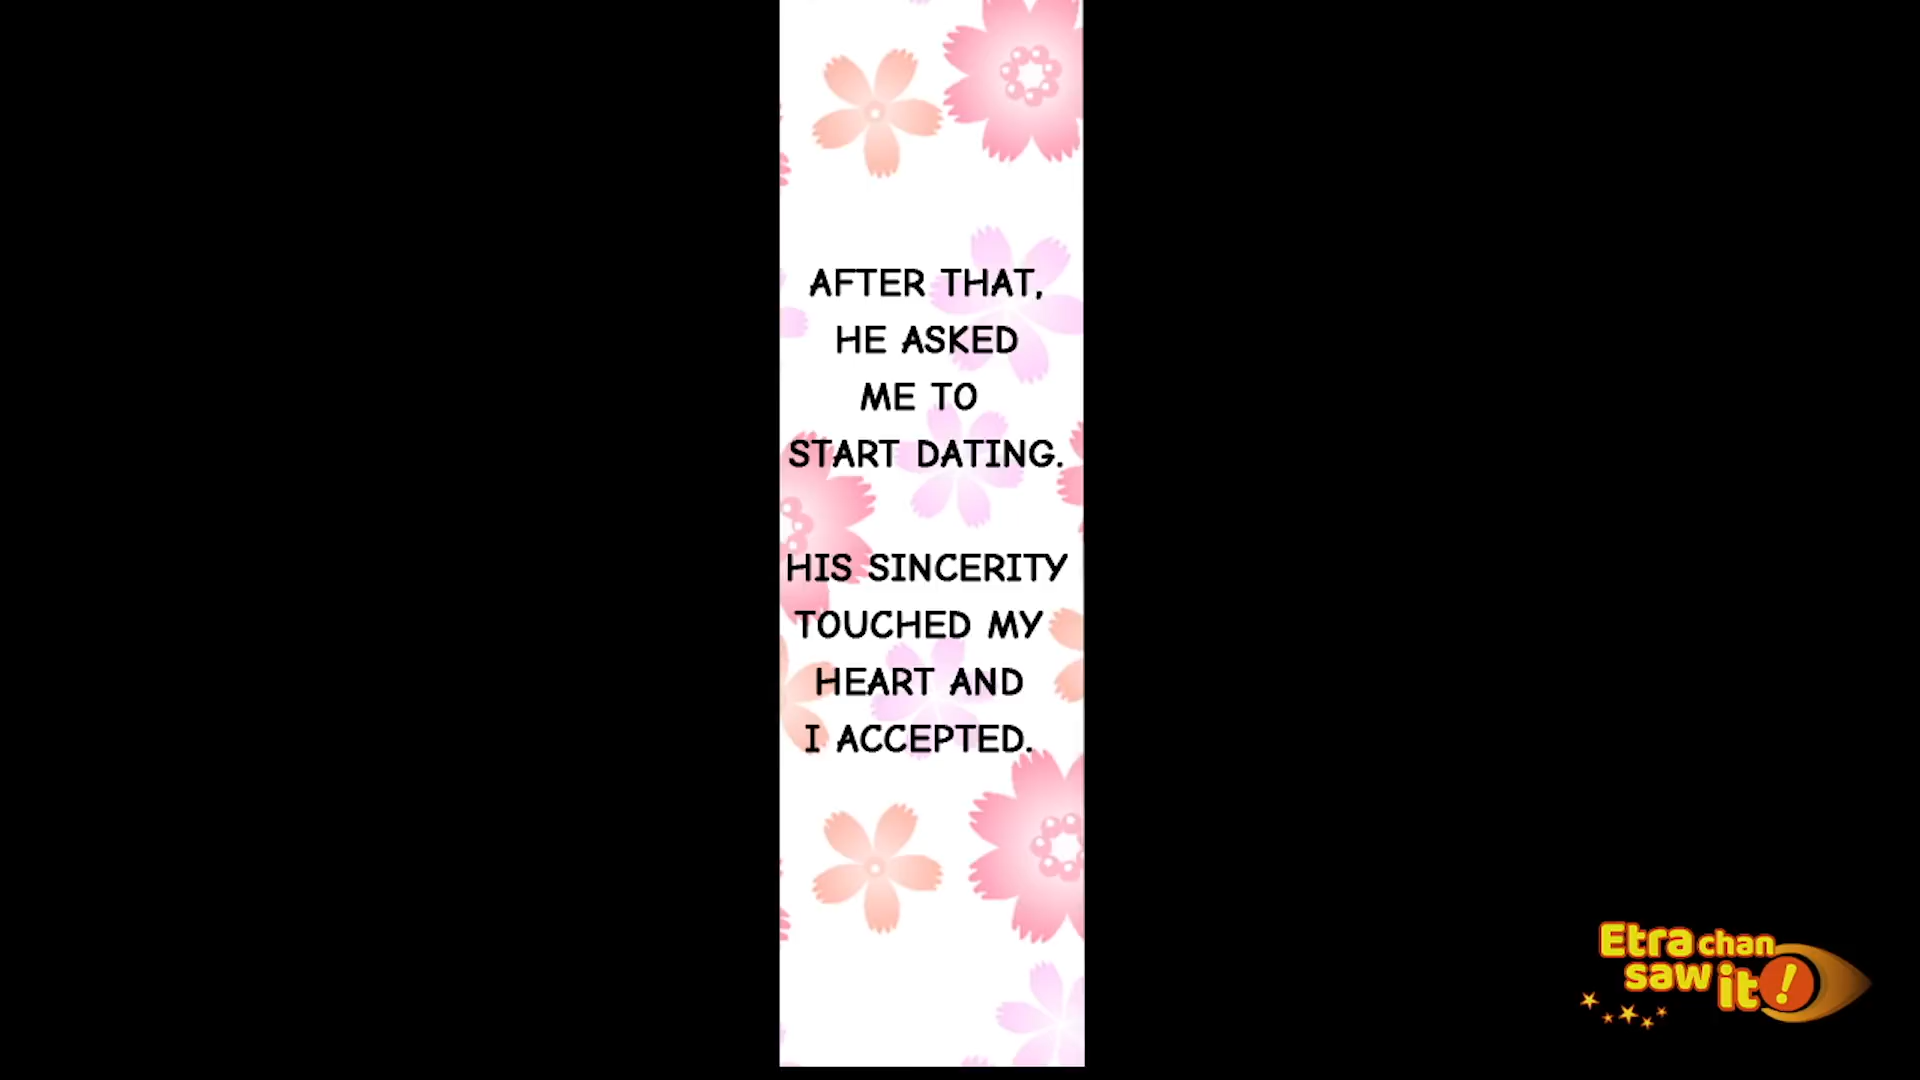 AFTER THAT,
HE ASKED
ME TO
START DATING.
HIS SINCERITY
TOUCHED MY
HEART AND
I ACCEPTED.
Etra chan
saw it!